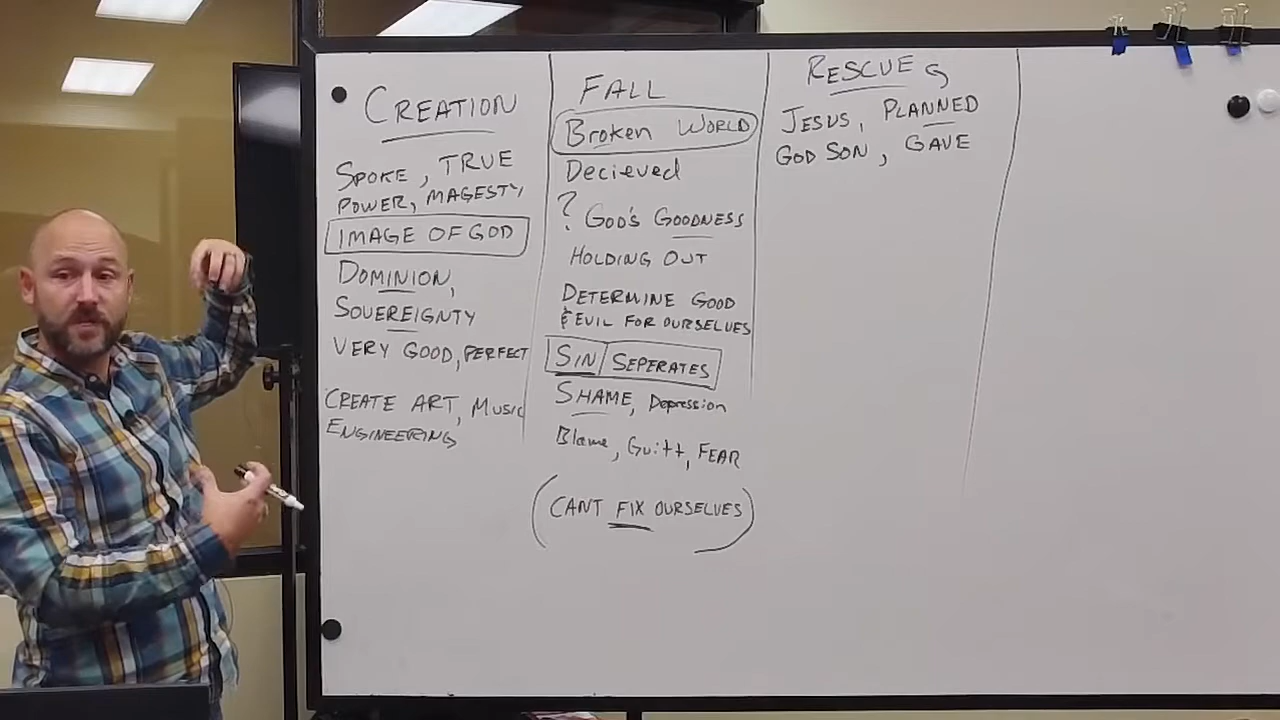 CREATION
SPOKE, TRUE
POWER, MAGESTY
IMAGE OF GOD
DOMINION,
SOUEREIGNTY
VERY GOOD, PERFECT
CREATE ART, MUSIC
ENGINEERING
FALL
Broken WORLD
Decieved
? GOD'S GOODNESS
HOLDING OUT
DETERMINE GOOD
& EVIL FOR OURSELVES
SIN SEPERATES
SHAME, Depression
Blame, Guilt, FEAR
(CANT FIX OURSELVES)
RESCUE
JESUS, PLANNED
GOD SON, GAVE